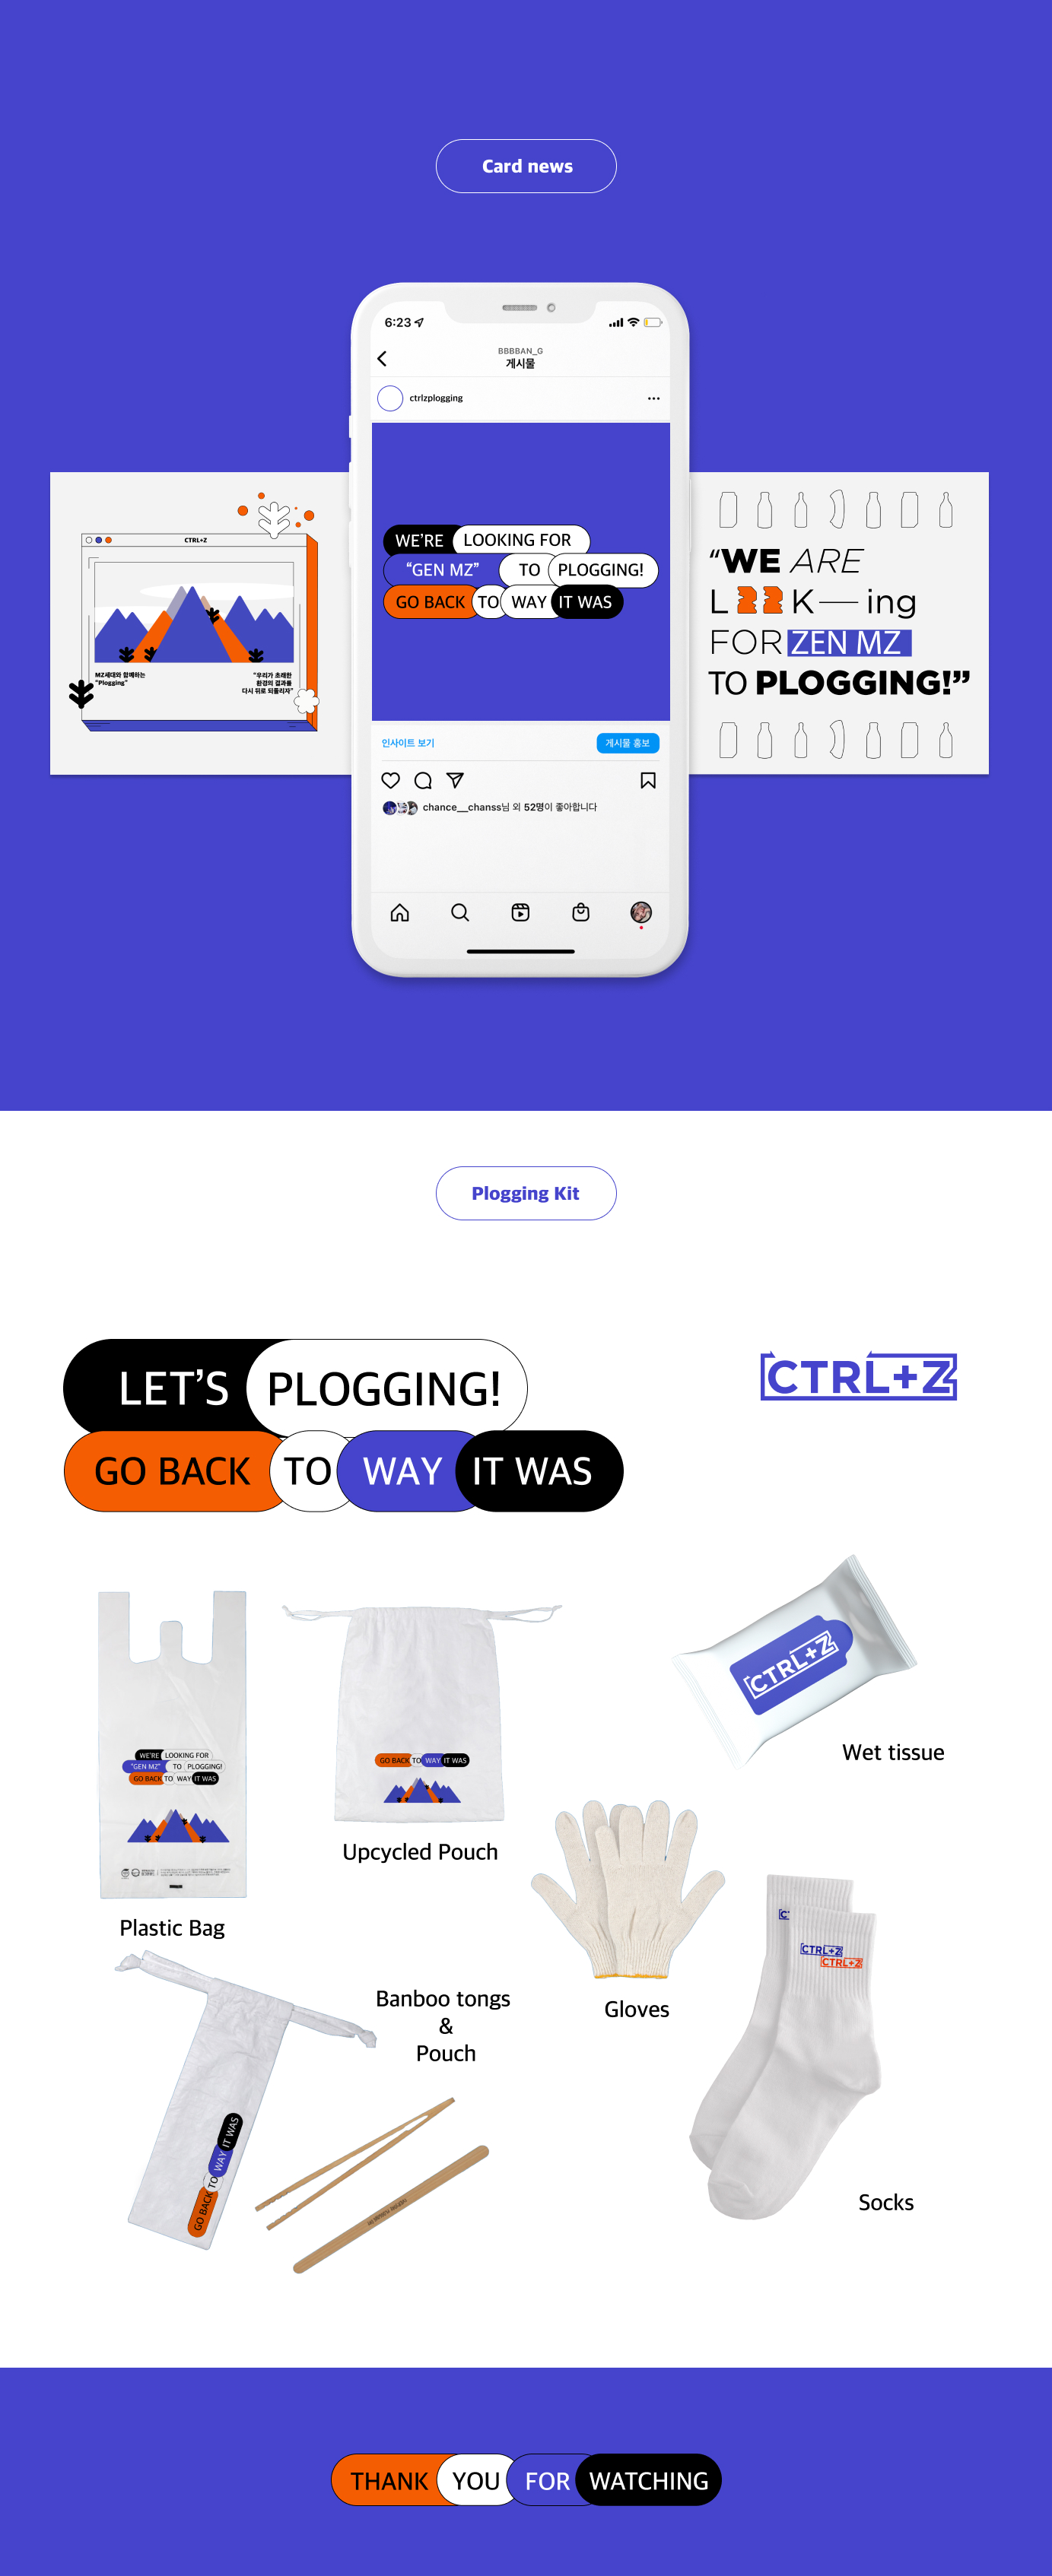 Card news
6:23
BBBBAN_G
게시물
ctrlzplogging
WE'RE LOOKING FOR
“GEN MZ” TO PLOGGING!
GO BACK TO WAY IT WAS
인사이트 보기
게시물 홍보
chance__chanss님 외 52명이 좋아합니다
CTRL+Z
MZ세대와 함께하는
"Plogging"
"우리가 초래한
환경의 결과를
다시 뒤로 되돌리자"
“WE ARE
L K — ing
FOR ZEN MZ
TO PLOGGING!”
Plogging Kit
LET’S PLOGGING!
GO BACK TO WAY IT WAS
CTRL+Z
WE'RE LOOKING FOR
"GEN MZ" TO PLOGGING!
GO BACK TO WAY IT WAS
Plastic Bag
GO BACK TO WAY IT WAS
Upcycled Pouch
CTRL+Z
Wet tissue
Gloves
GO BACK TO WAY IT WAS
Banboo tongs
&
Pouch
CTRL+Z
CTRL+Z
Socks
THANK YOU FOR WATCHING